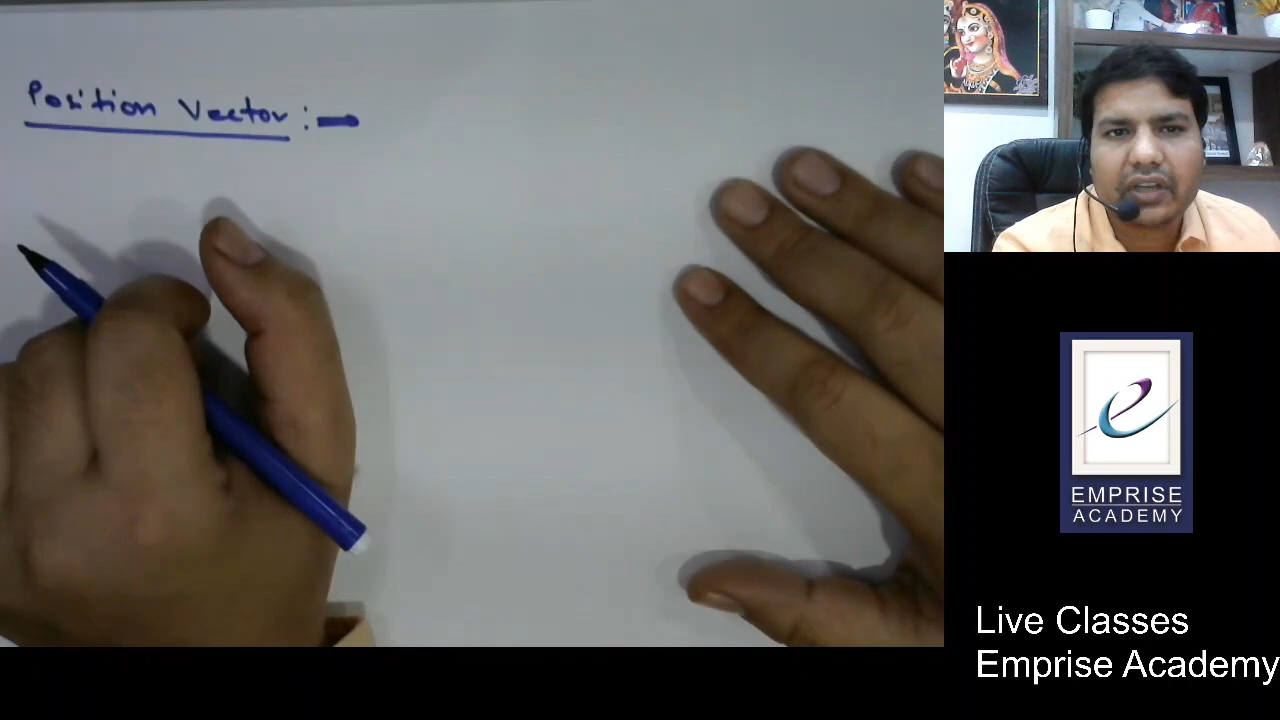 Position Vector :-
EMPRISE
ACADEMY
Live Classes
Emprise Academy